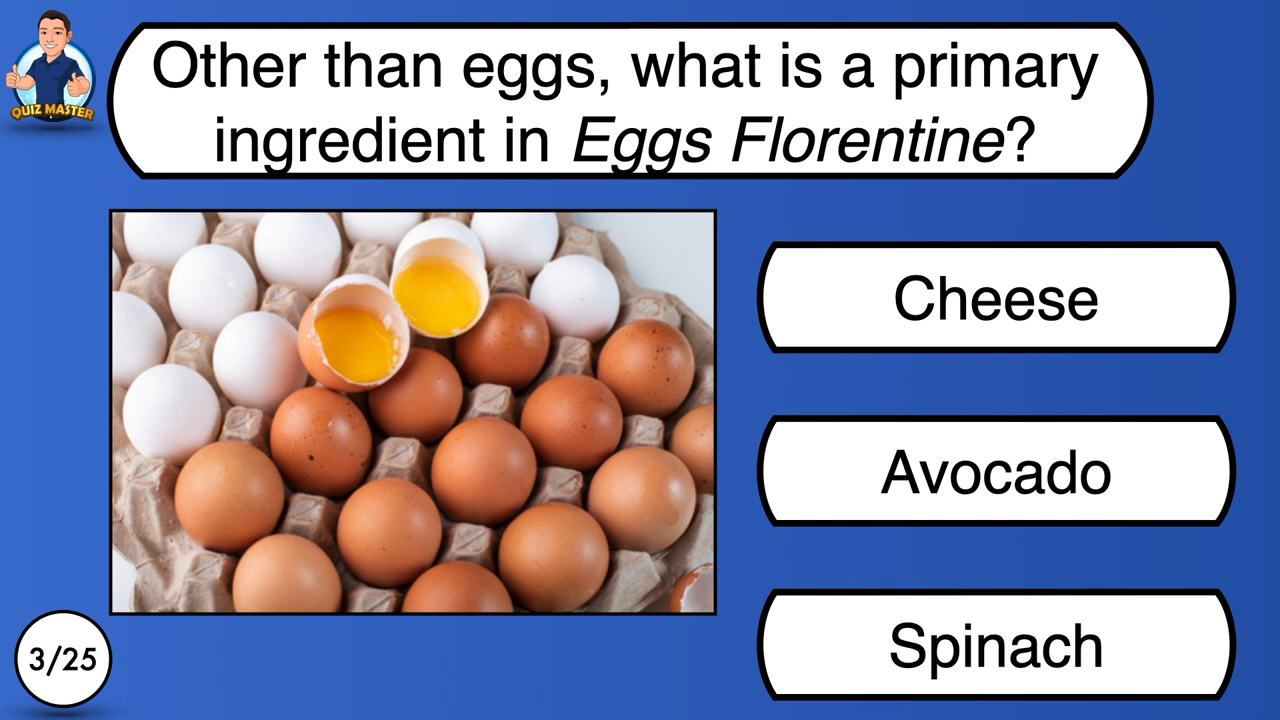 QUIZ MASTER
Other than eggs, what is a primary
ingredient in Eggs Florentine?
Cheese
Avocado
Spinach
3/25